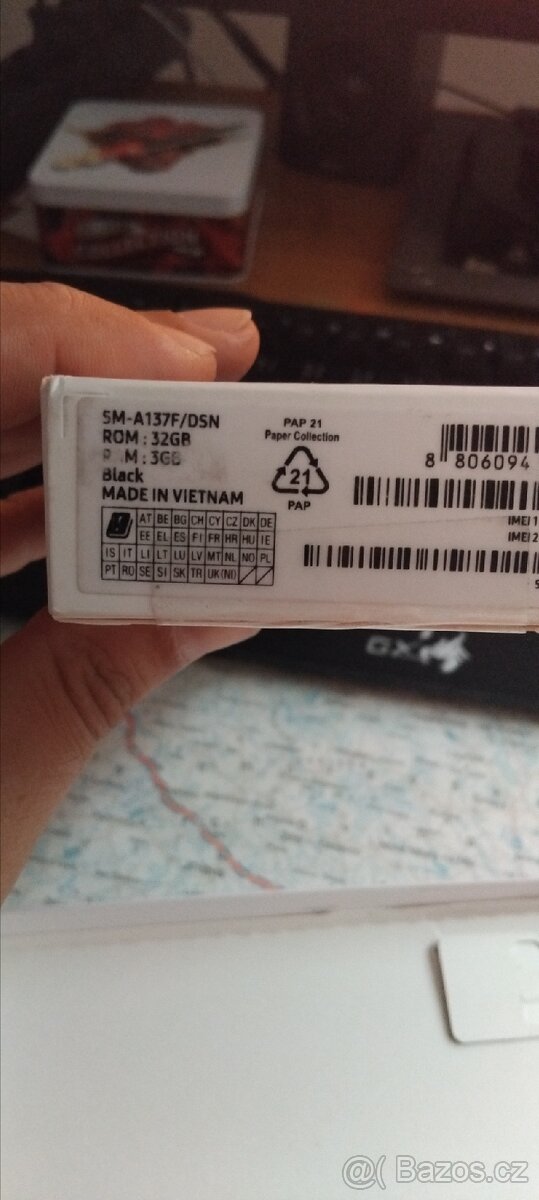 SM-A137F/DSN
ROM : 32GB
RAM : 3GB
Black
MADE IN VIETNAM
AT BE BG CH CY CZ DK DE
EE EL ES FI FR HR HU IE
IS IT LI LT LU LV MT NL NO PL
PT RO SE SI SK TR UK(NI)
PAP 21
Paper Collection
21
PAP
8 806094
IMEI 1
IMEI 2
S
GX
@( Bazos.cz